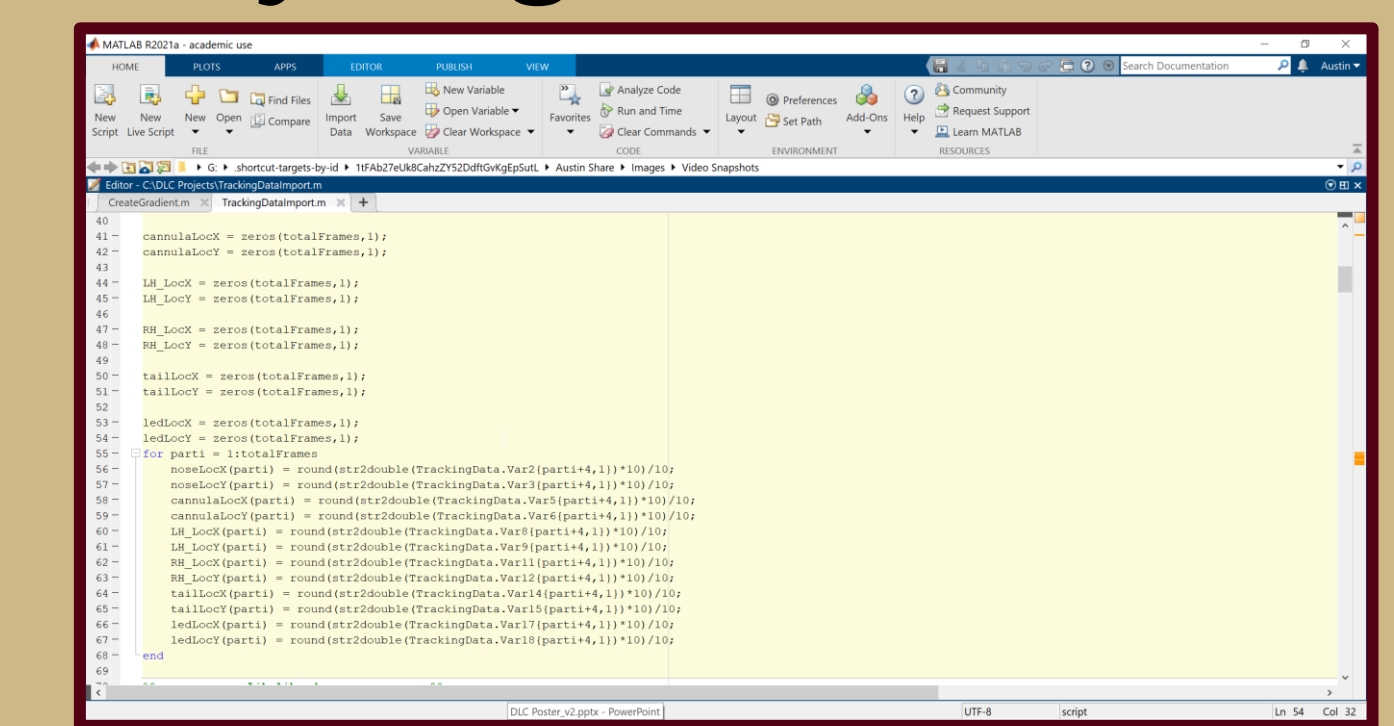 MATLAB R2021a - academic use
HOME PLOTS APPS EDITOR PUBLISH VIEW Search Documentation Austin
New Script
New Live Script
New
Open
Find Files
Compare
Import Data
Save Workspace
New Variable
Open Variable
Clear Workspace
Favorites
Analyze Code
Run and Time
Clear Commands
Layout
Preferences
Set Path
Add-Ons
Help
Community
Request Support
Learn MATLAB
FILE VARIABLE CODE ENVIRONMENT RESOURCES
G: .shortcut-targets-by-id 1tFAb27eUk8CahzZY52DdftGvKgEpSutL Austin Share Images Video Snapshots
Editor - C:\DLC Projects\TrackingDataImport.m
CreateGradient.m TrackingDataImport.m
40
41 cannulaLocX = zeros(totalFrames,1);
42 cannulaLocY = zeros(totalFrames,1);
43
44 LH_LocX = zeros(totalFrames,1);
45 LH_LocY = zeros(totalFrames,1);
46
47 RH_LocX = zeros(totalFrames,1);
48 RH_LocY = zeros(totalFrames,1);
49
50 tailLocX = zeros(totalFrames,1);
51 tailLocY = zeros(totalFrames,1);
52
53 ledLocX = zeros(totalFrames,1);
54 ledLocY = zeros(totalFrames,1);
55 for parti = 1:totalFrames
56 noseLocX(parti) = round(str2double(TrackingData.Var2{parti+4,1})*10)/10;
57 noseLocY(parti) = round(str2double(TrackingData.Var3{parti+4,1})*10)/10;
58 cannulaLocX(parti) = round(str2double(TrackingData.Var5{parti+4,1})*10)/10;
59 cannulaLocY(parti) = round(str2double(TrackingData.Var6{parti+4,1})*10)/10;
60 LH_LocX(parti) = round(str2double(TrackingData.Var8{parti+4,1})*10)/10;
61 LH_LocY(parti) = round(str2double(TrackingData.Var9{parti+4,1})*10)/10;
62 RH_LocX(parti) = round(str2double(TrackingData.Var11{parti+4,1})*10)/10;
63 RH_LocY(parti) = round(str2double(TrackingData.Var12{parti+4,1})*10)/10;
64 tailLocX(parti) = round(str2double(TrackingData.Var14{parti+4,1})*10)/10;
65 tailLocY(parti) = round(str2double(TrackingData.Var15{parti+4,1})*10)/10;
66 ledLocX(parti) = round(str2double(TrackingData.Var17{parti+4,1})*10)/10;
67 ledLocY(parti) = round(str2double(TrackingData.Var18{parti+4,1})*10)/10;
68 end
69
DLC Poster_v2.pptx - PowerPoint UTF-8 script Ln 54 Col 32